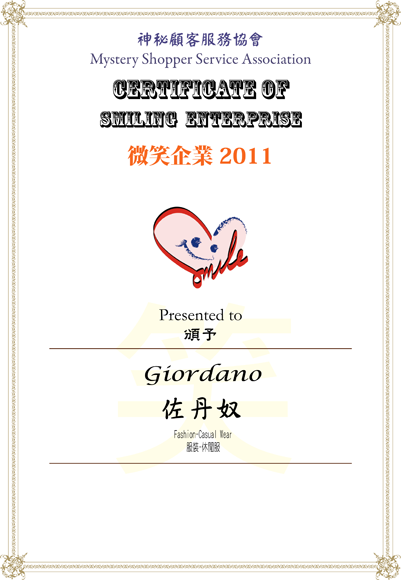 神秘顧客服務協會
Mystery Shopper Service Association
CERTIFICATE OF
SMILING ENTERPRISE
微笑企業 2011
Smile
Presented to
頒予
笑
Giordano
佐丹奴
Fashion-Casual Wear
服裝-休閒服